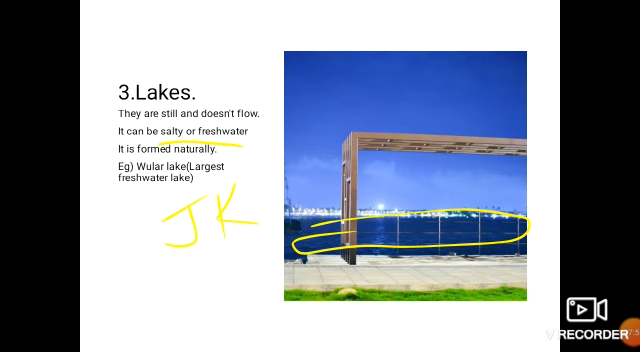 3.Lakes.
They are still and doesn't flow.
It can be salty or freshwater
It is formed naturally.
Eg) Wular lake(Largest
freshwater lake)
JK
V RECORDER